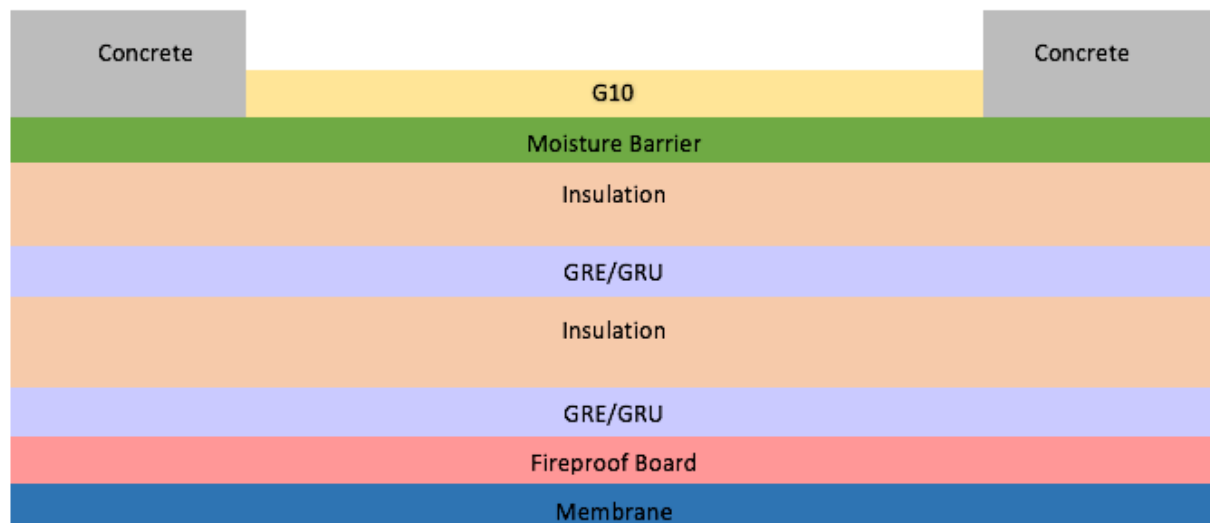 Concrete
Concrete
G10
Moisture Barrier
Insulation
GRE/GRU
Insulation
GRE/GRU
Fireproof Board
Membrane